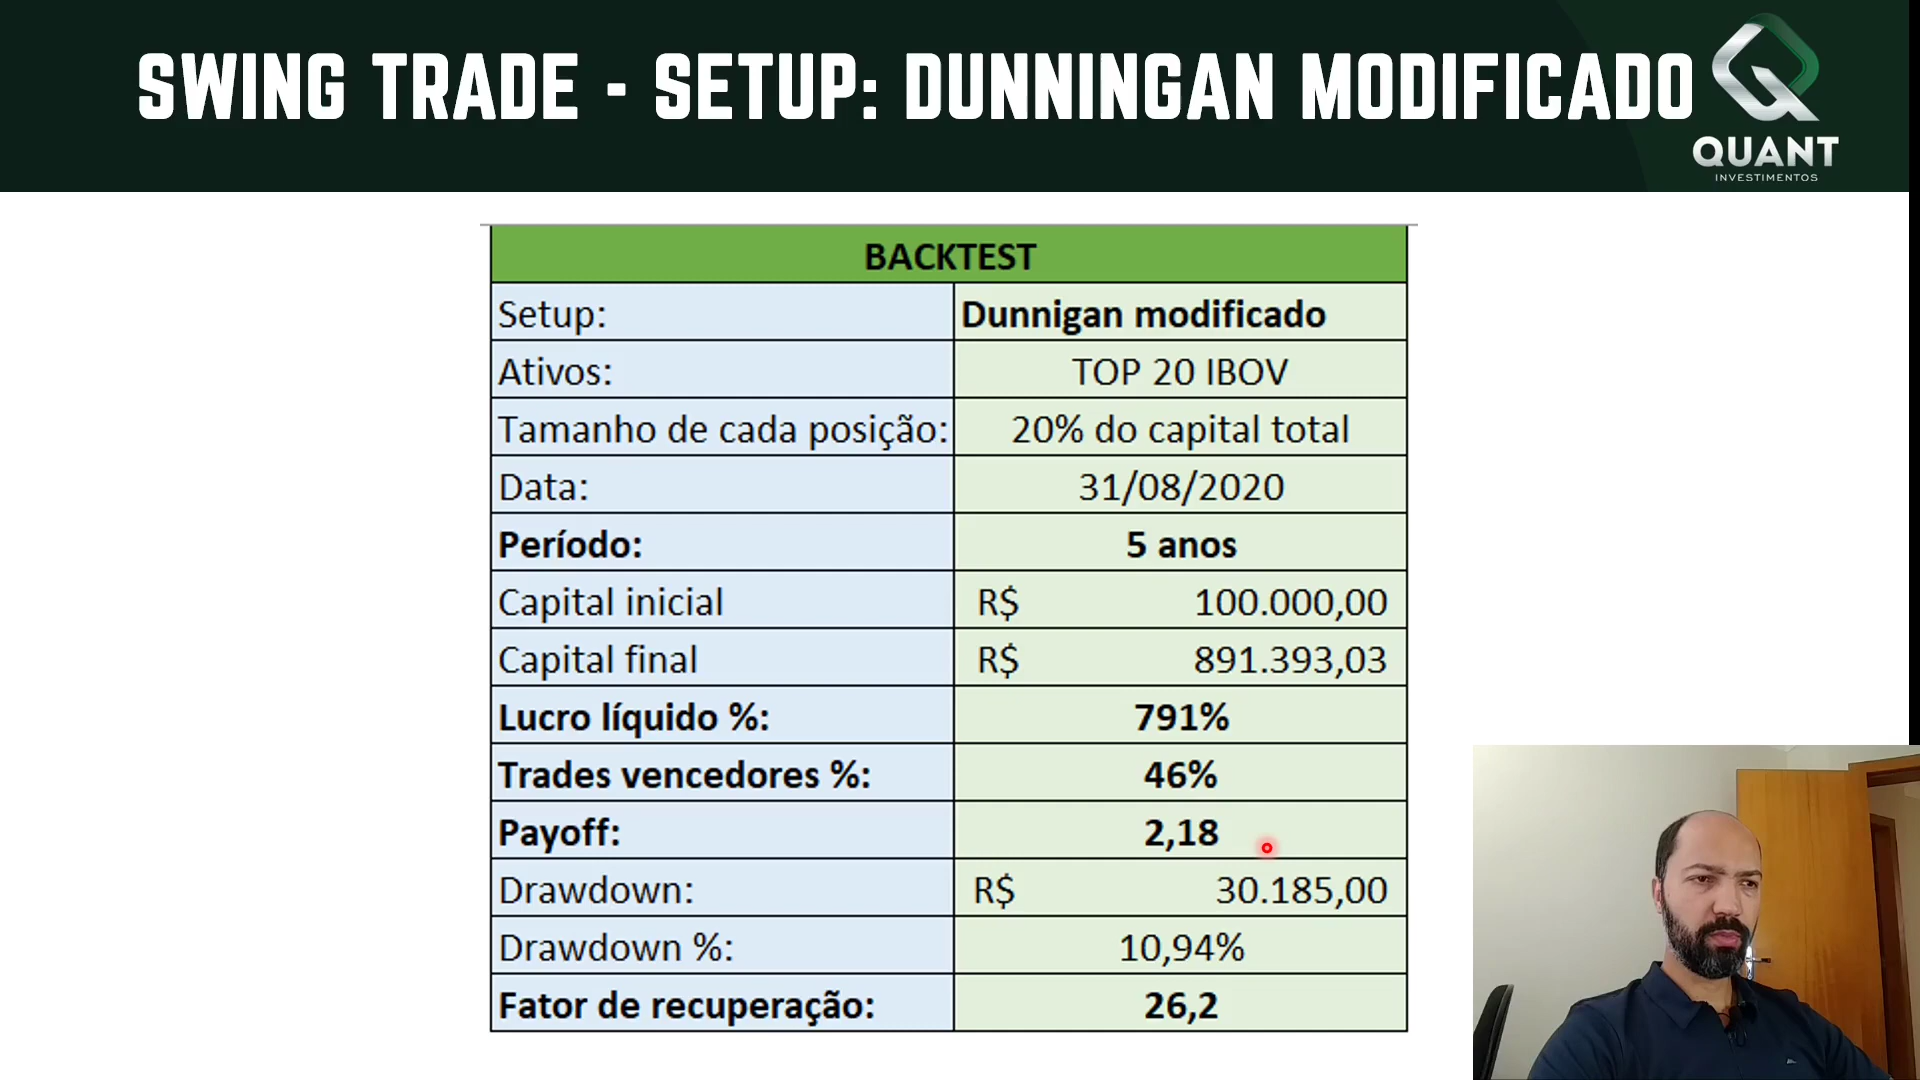 SWING TRADE - SETUP: DUNNINGAN MODIFICADO
QUANT
INVESTIMENTOS
BACKTEST
Setup: Dunnigan modificado
Ativos: TOP 20 IBOV
Tamanho de cada posição: 20% do capital total
Data: 31/08/2020
Período: 5 anos
Capital inicial R$ 100.000,00
Capital final R$ 891.393,03
Lucro líquido %: 791%
Trades vencedores %: 46%
Payoff: 2,18
Drawdown: R$ 30.185,00
Drawdown %: 10,94%
Fator de recuperação: 26,2